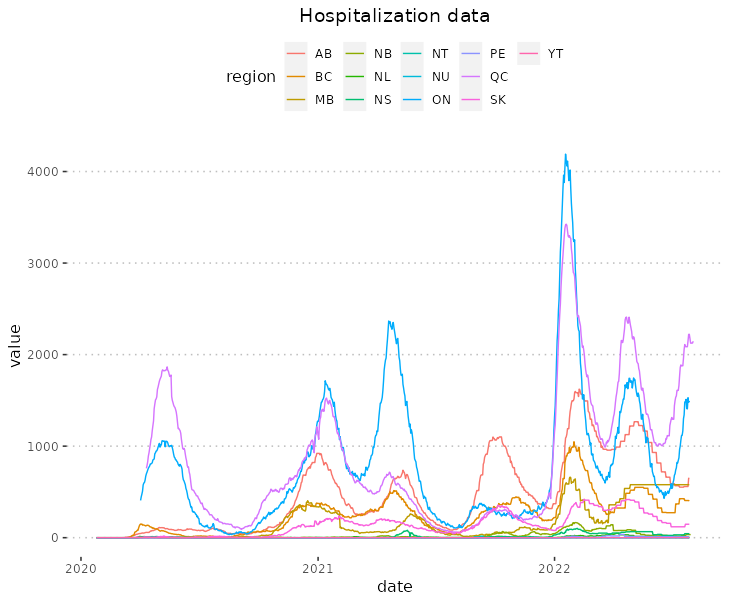 Hospitalization data
region
AB NB NT PE YT
BC NL NU QC
MB NS ON SK
4000
3000
2000
1000
0
value
2020 2021 2022
date